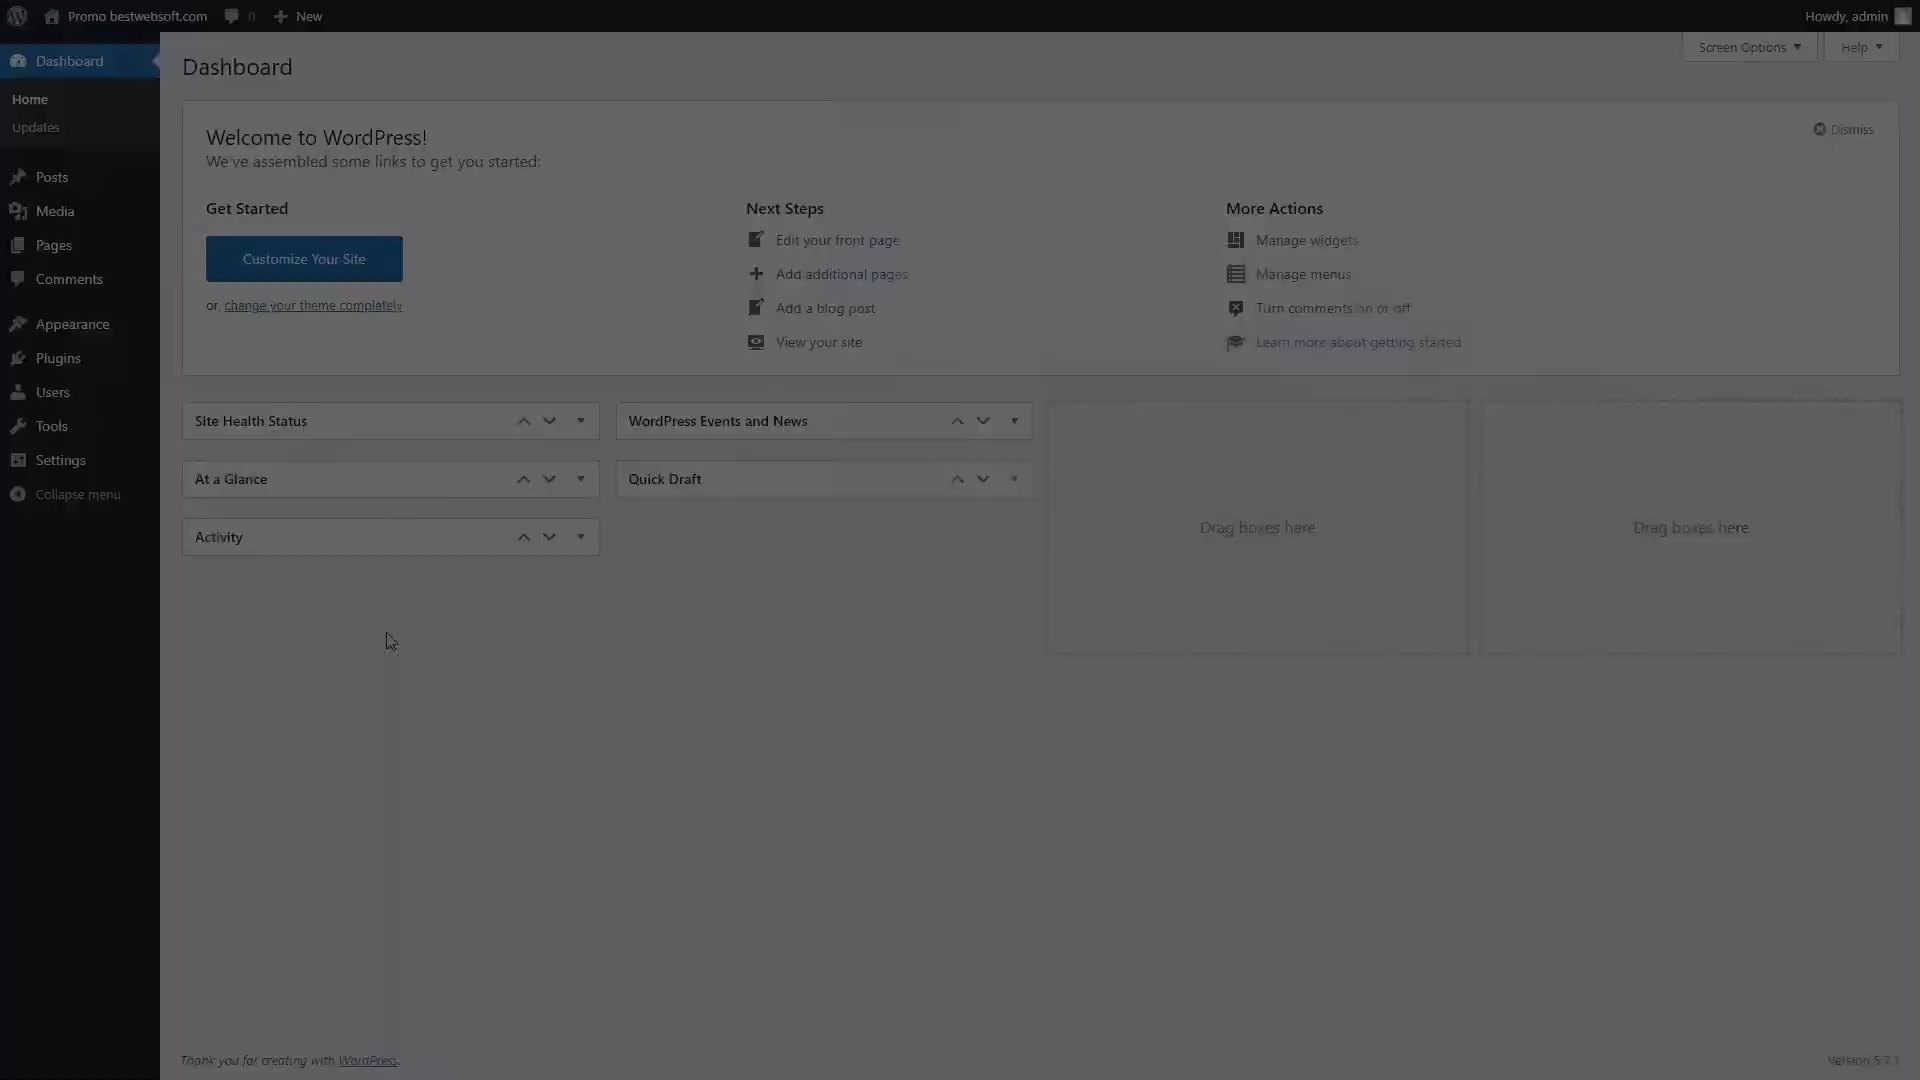 Promo bestwebsoft.com 0 New Howdy, admin
Screen Options Help
Dashboard
Home
Updates
Posts
Media
Pages
Comments
Appearance
Plugins
Users
Tools
Settings
Collapse menu
Dashboard
Welcome to WordPress!
We've assembled some links to get you started:
Dismiss
Get Started
Customize Your Site
or, change your theme completely
Next Steps
Edit your front page
Add additional pages
Add a blog post
View your site
More Actions
Manage widgets
Manage menus
Turn comments on or off
Learn more about getting started
Site Health Status
At a Glance
Activity
WordPress Events and News
Quick Draft
Drag boxes here
Drag boxes here
Thank you for creating with WordPress.
Version 5.7.1